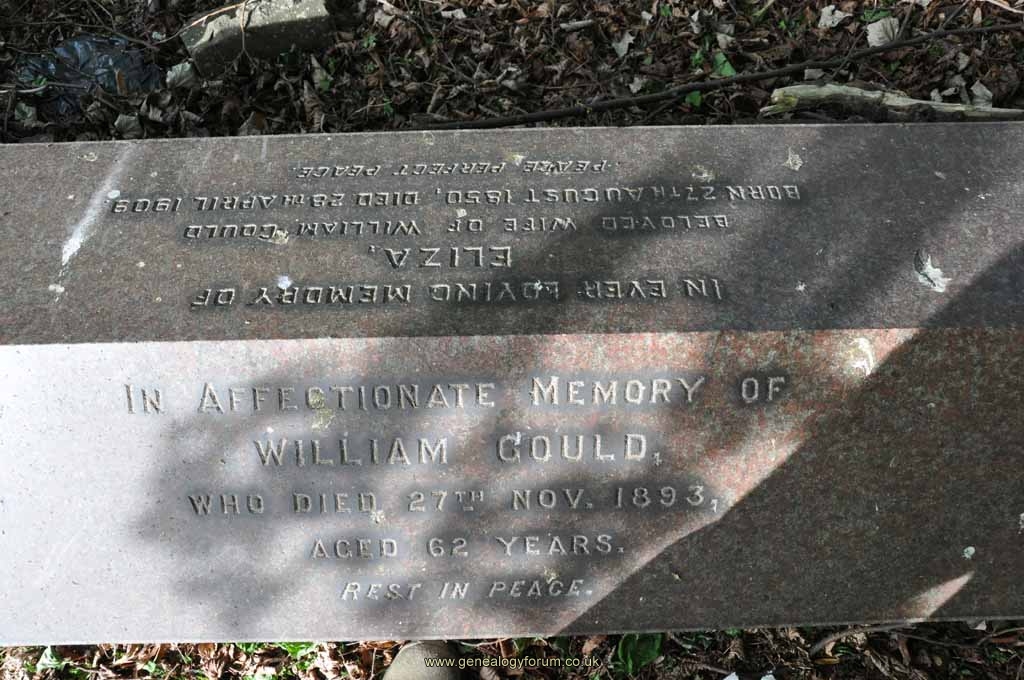 IN EVER LOVING MEMORY OF
ELIZA,
BELOVED WIFE OF WILLIAM GOULD
BORN 27TH AUGUST 1850, DIED 28TH APRIL 1909.
"PEACE, PERFECT PEACE."
IN AFFECTIONATE MEMORY OF
WILLIAM GOULD,
WHO DIED 27TH NOV. 1893,
AGED 62 YEARS.
REST IN PEACE.
www.genealogyforum.co.uk